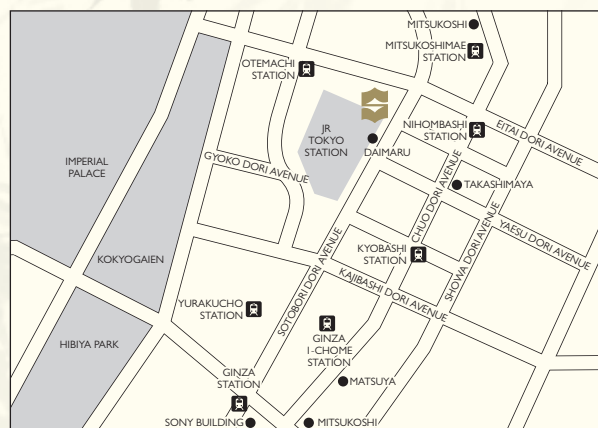 MITSUKOSHI
MITSUKOSHIMAE
STATION
OTEMACHI
STATION
NIHOMBASHI
STATION
EITAI DORI AVENUE
JR
TOKYO
STATION
DAIMARU
IMPERIAL
PALACE
GYOKO DORI AVENUE
CHUO DORI AVENUE
TAKASHIMAYA
YAESU DORI AVENUE
SHOWA DORI AVENUE
KYOBASHI
STATION
KOKYOGAIEN
SOTOBORI DORI AVENUE
KAJIBASHI DORI AVENUE
YURAKUCHO
STATION
GINZA
I-CHOME
STATION
HIBIYA PARK
GINZA
STATION
MATSUYA
SONY BUILDING
MITSUKOSHI